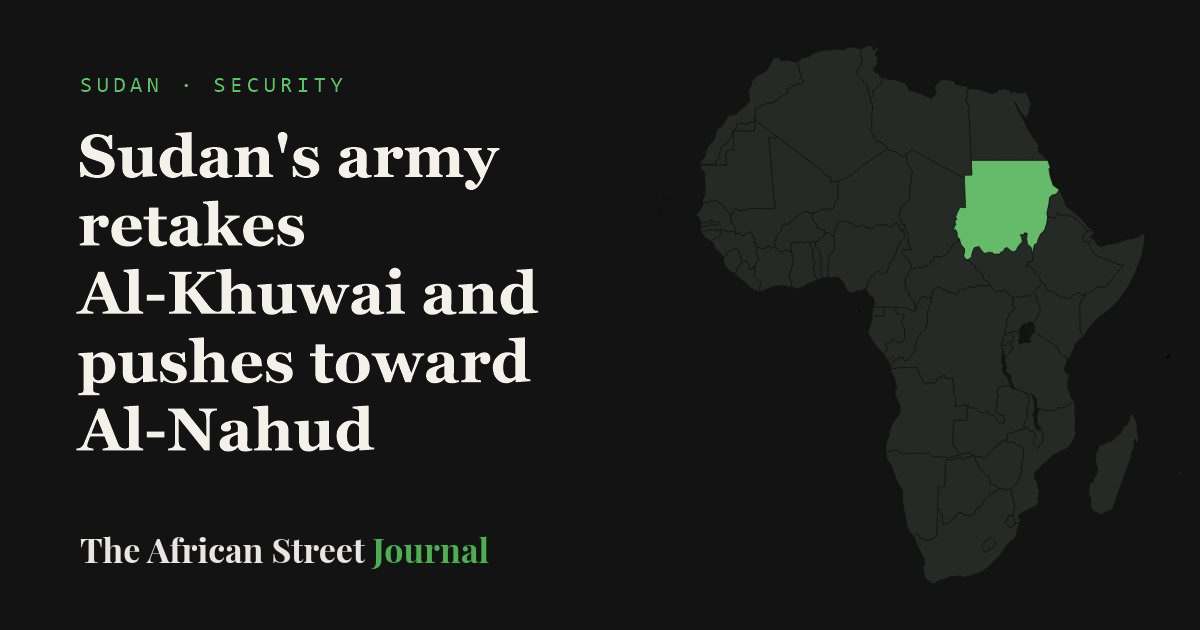 SUDAN · SECURITY
Sudan's army
retakes
Al-Khuwai and
pushes toward
Al-Nahud
The African Street Journal